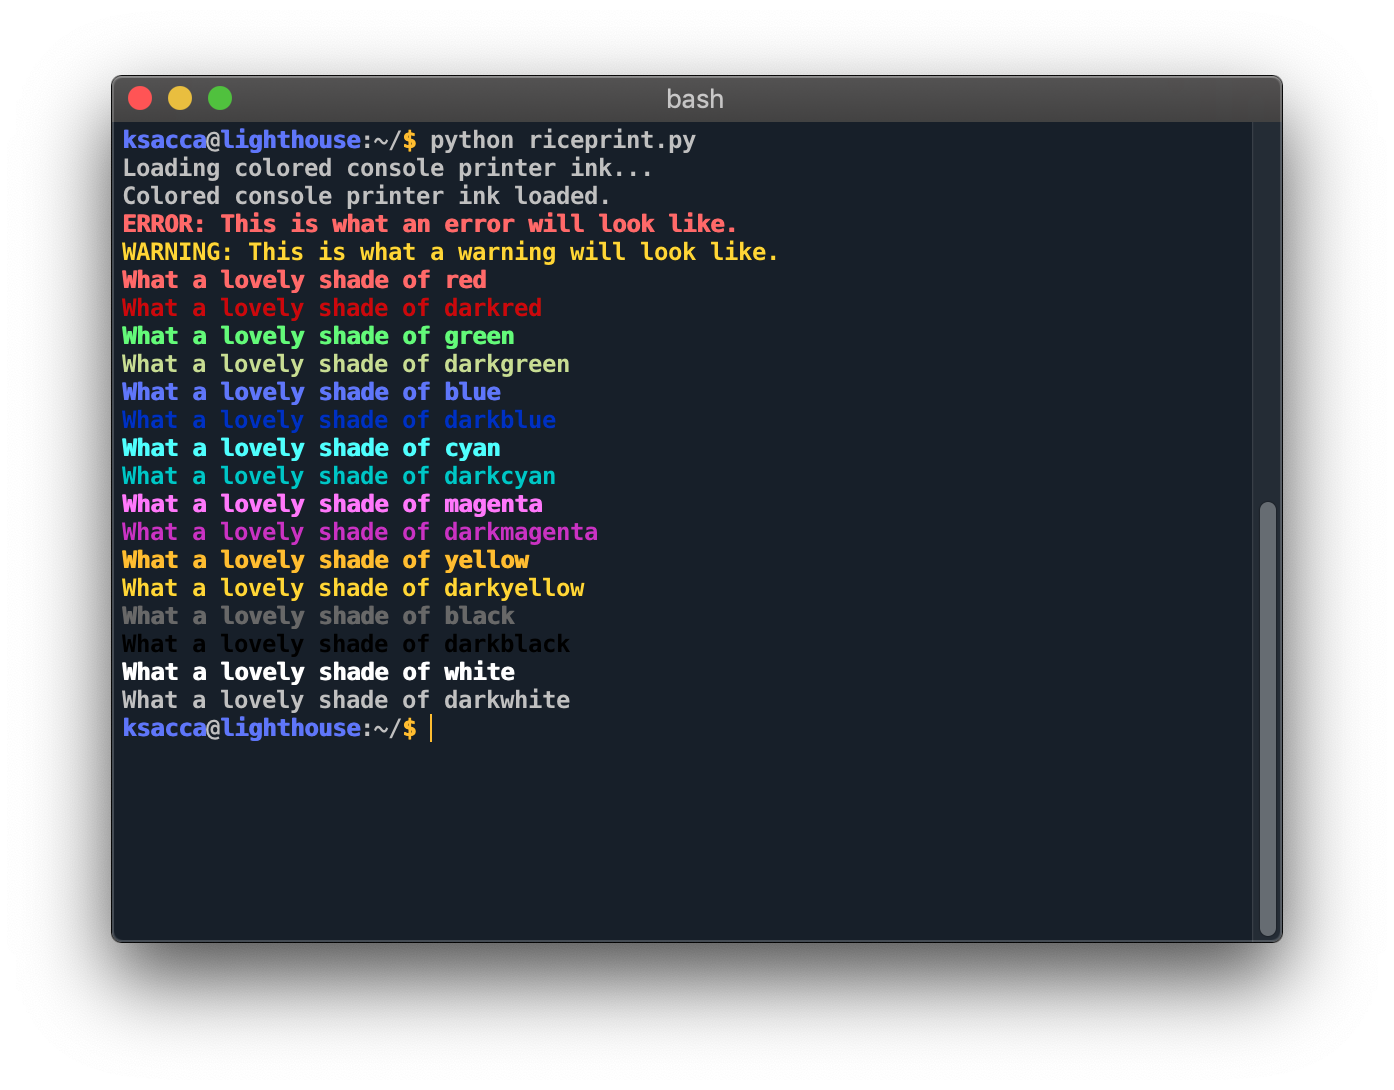 bash
ksacca@lighthouse:~/$ python riceprint.py
Loading colored console printer ink...
Colored console printer ink loaded.
ERROR: This is what an error will look like.
WARNING: This is what a warning will look like.
What a lovely shade of red
What a lovely shade of darkred
What a lovely shade of green
What a lovely shade of darkgreen
What a lovely shade of blue
What a lovely shade of darkblue
What a lovely shade of cyan
What a lovely shade of darkcyan
What a lovely shade of magenta
What a lovely shade of darkmagenta
What a lovely shade of yellow
What a lovely shade of darkyellow
What a lovely shade of black
What a lovely shade of darkblack
What a lovely shade of white
What a lovely shade of darkwhite
ksacca@lighthouse:~/$